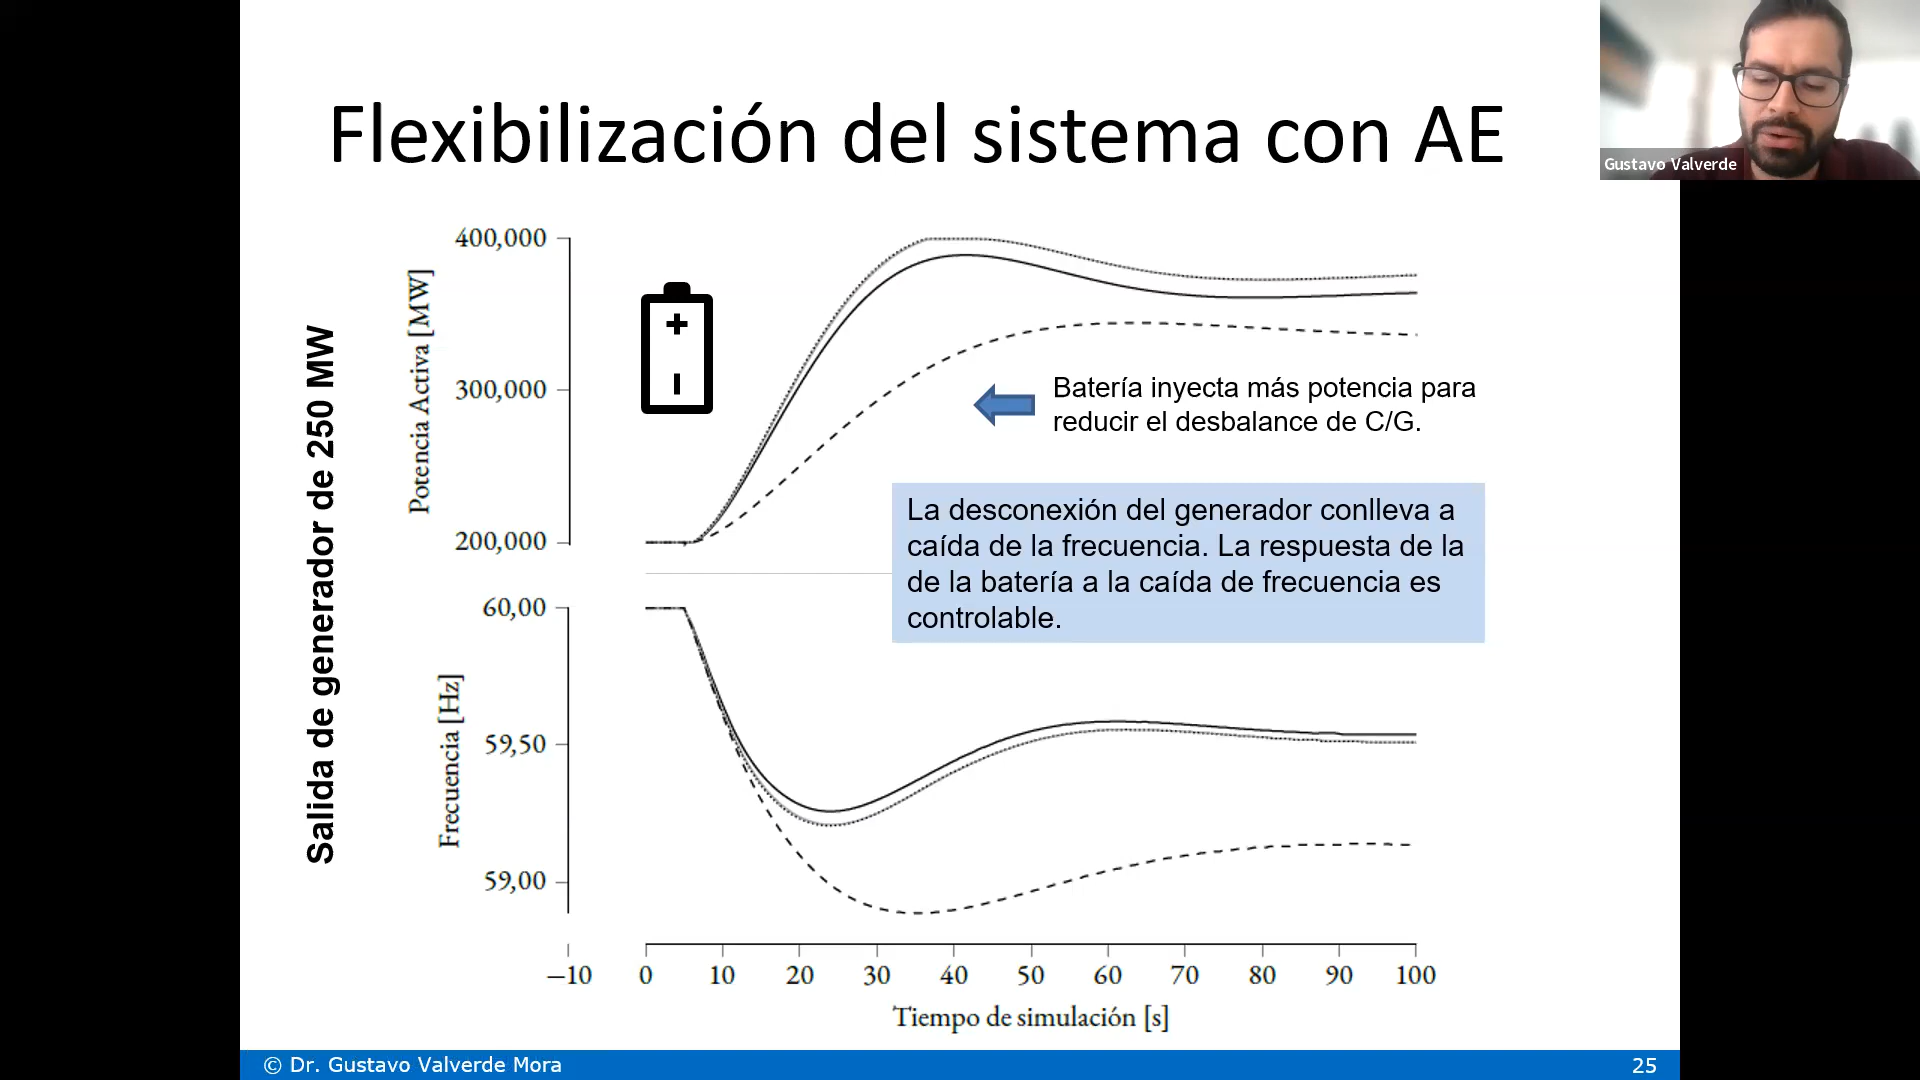 Flexibilización del sistema con AE
Gustavo Valverde
Salida de generador de 250 MW
Potencia Activa [MW]
400,000
300,000
200,000
+
-
Batería inyecta más potencia para
reducir el desbalance de C/G.
La desconexión del generador conlleva a
caída de la frecuencia. La respuesta de la
de la batería a la caída de frecuencia es
controlable.
Frecuencia [Hz]
60,00
59,50
59,00
−10 0 10 20 30 40 50 60 70 80 90 100
Tiempo de simulación [s]
© Dr. Gustavo Valverde Mora
25